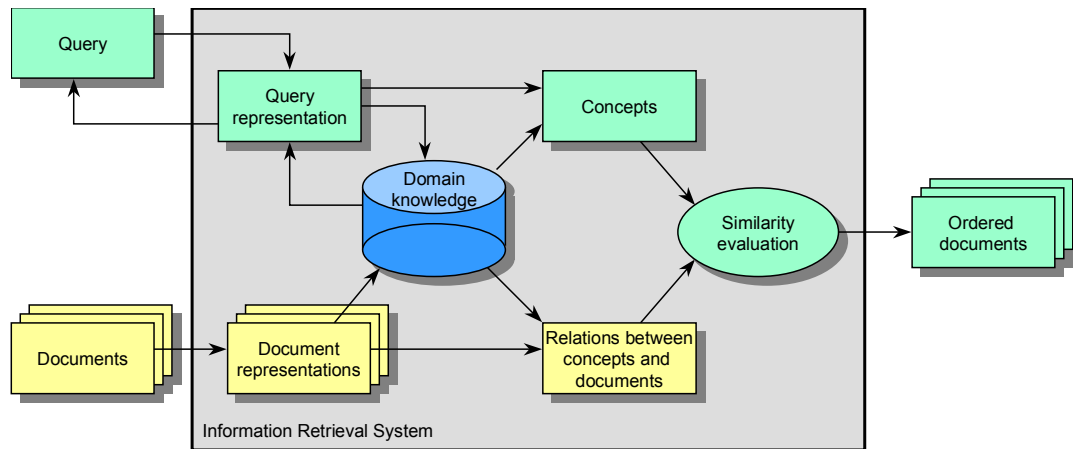 Query
Query
representation
Concepts
Domain
knowledge
Similarity
evaluation
Ordered
documents
Documents
Document
representations
Relations between
concepts and
documents
Information Retrieval System